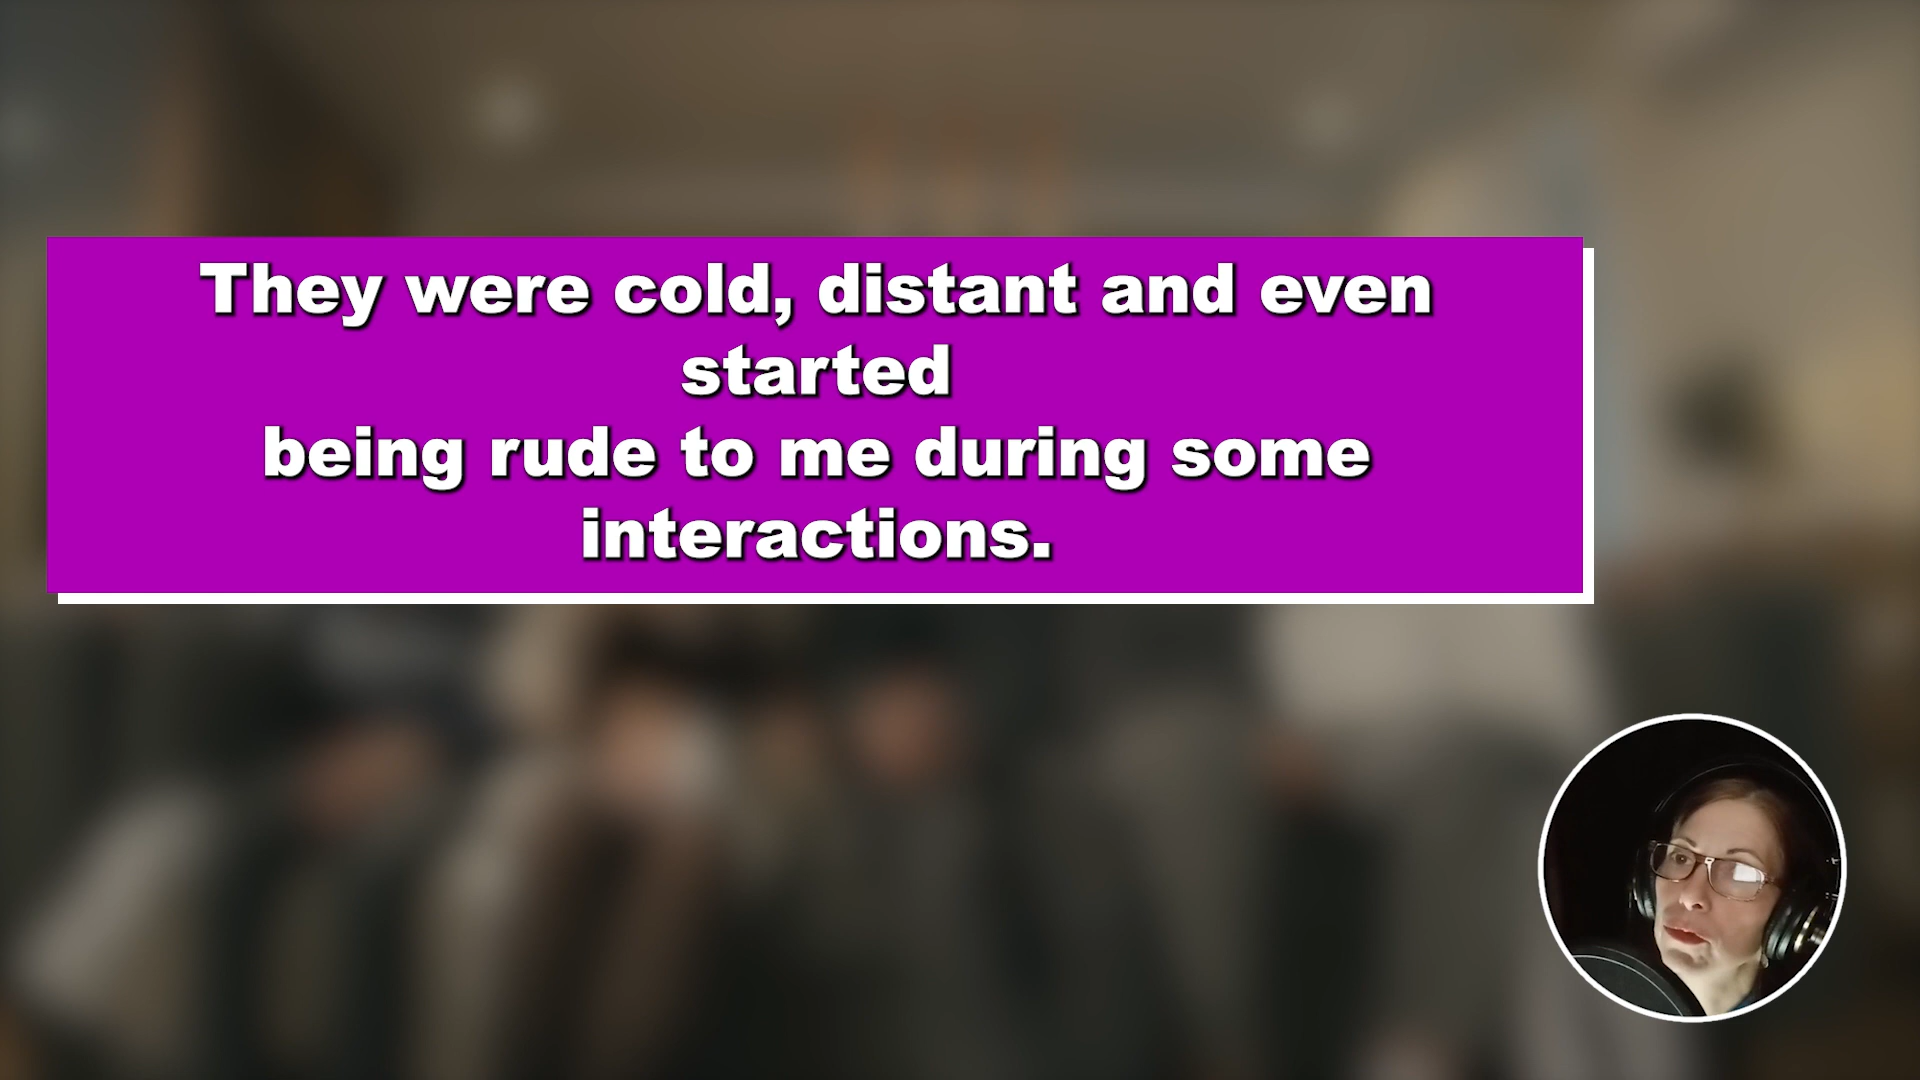 They were cold, distant and even
started
being rude to me during some
interactions.